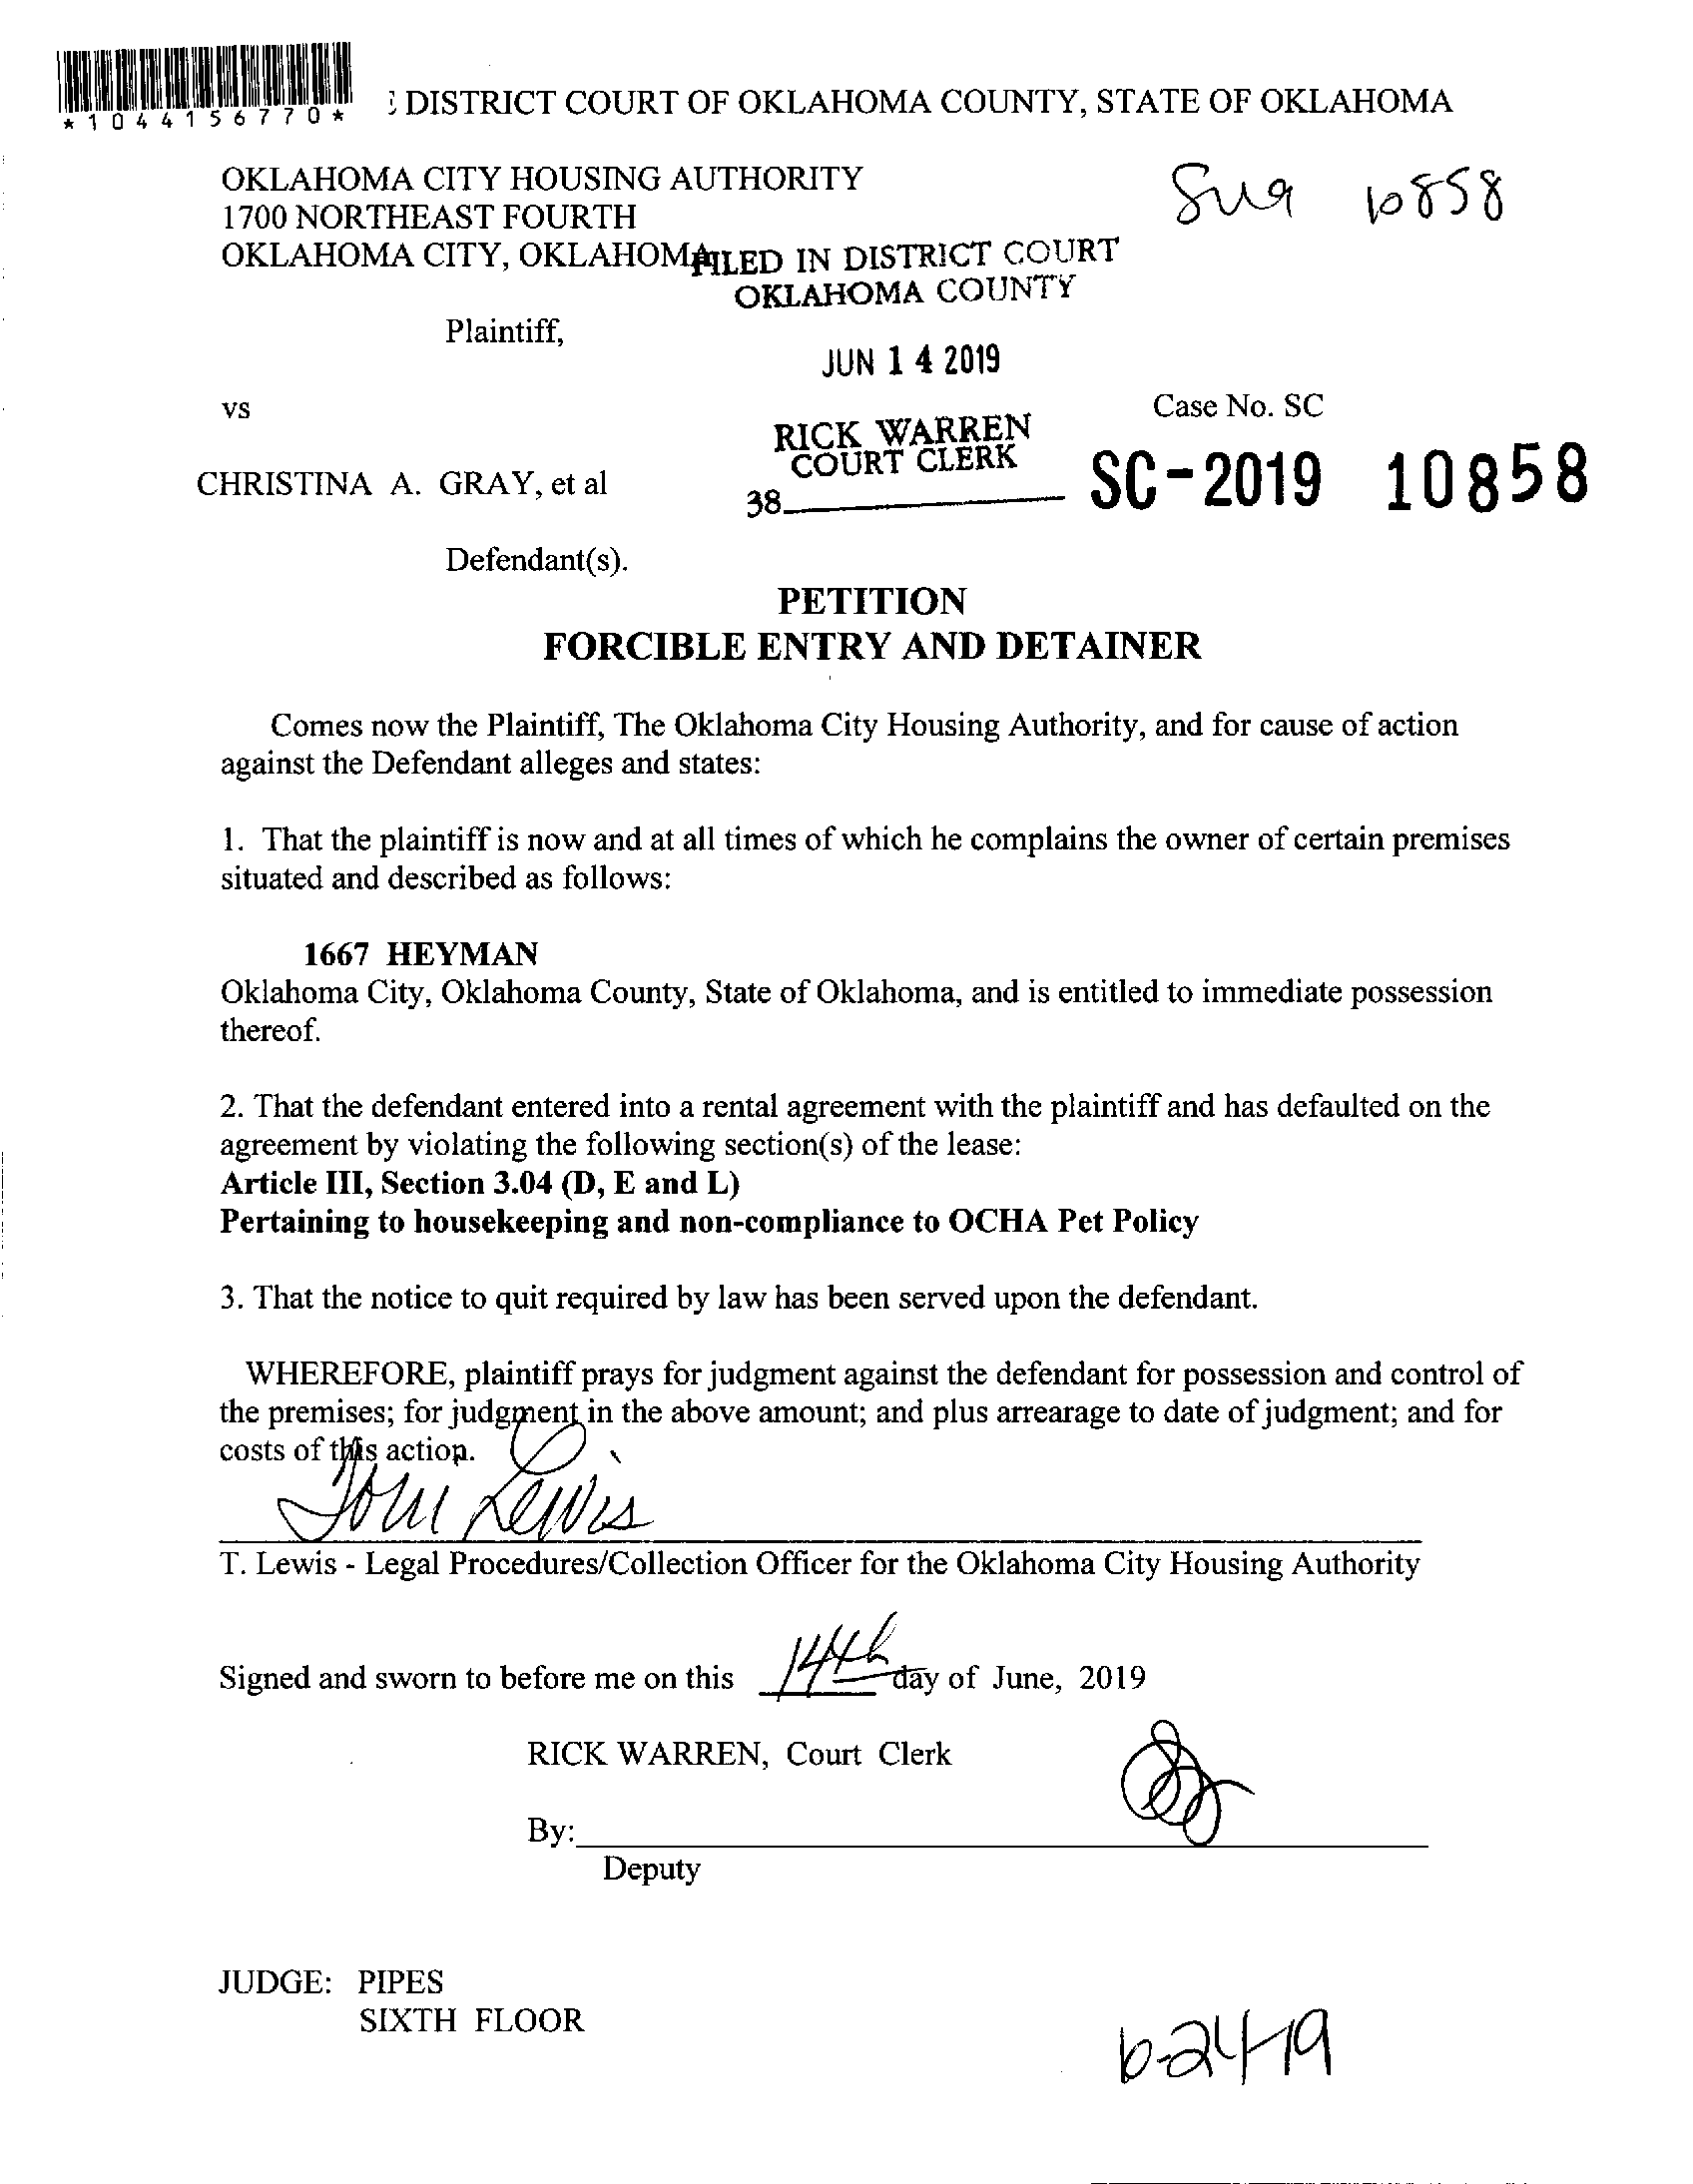 *1044156770*
DISTRICT COURT OF OKLAHOMA COUNTY, STATE OF OKLAHOMA
OKLAHOMA CITY HOUSING AUTHORITY
1700 NORTHEAST FOURTH
OKLAHOMA CITY, OKLAHOMA
10858
FILED IN DISTRICT COURT
OKLAHOMA COUNTY
Plaintiff,
JUN 14 2019
vs
Case No. SC
RICK WARREN
COURT CLERK
CHRISTINA A. GRAY, et al
38
SC-2019 10858
Defendant(s).
PETITION
FORCIBLE ENTRY AND DETAINER
Comes now the Plaintiff, The Oklahoma City Housing Authority, and for cause of action
against the Defendant alleges and states:
1. That the plaintiff is now and at all times of which he complains the owner of certain premises
situated and described as follows:
1667 HEYMAN
Oklahoma City, Oklahoma County, State of Oklahoma, and is entitled to immediate possession
thereof.
2. That the defendant entered into a rental agreement with the plaintiff and has defaulted on the
agreement by violating the following section(s) of the lease:
Article III, Section 3.04 (D, E and L)
Pertaining to housekeeping and non-compliance to OCHA Pet Policy
3. That the notice to quit required by law has been served upon the defendant.
WHEREFORE, plaintiff prays for judgment against the defendant for possession and control of
the premises; for judgment in the above amount; and plus arrearage to date of judgment; and for
costs of this action.
Lewis
T. Lewis - Legal Procedures/Collection Officer for the Oklahoma City Housing Authority
Signed and sworn to before me on this 14th day of June, 2019
RICK WARREN, Court Clerk
By:
Deputy
JUDGE: PIPES
SIXTH FLOOR
6-24-19